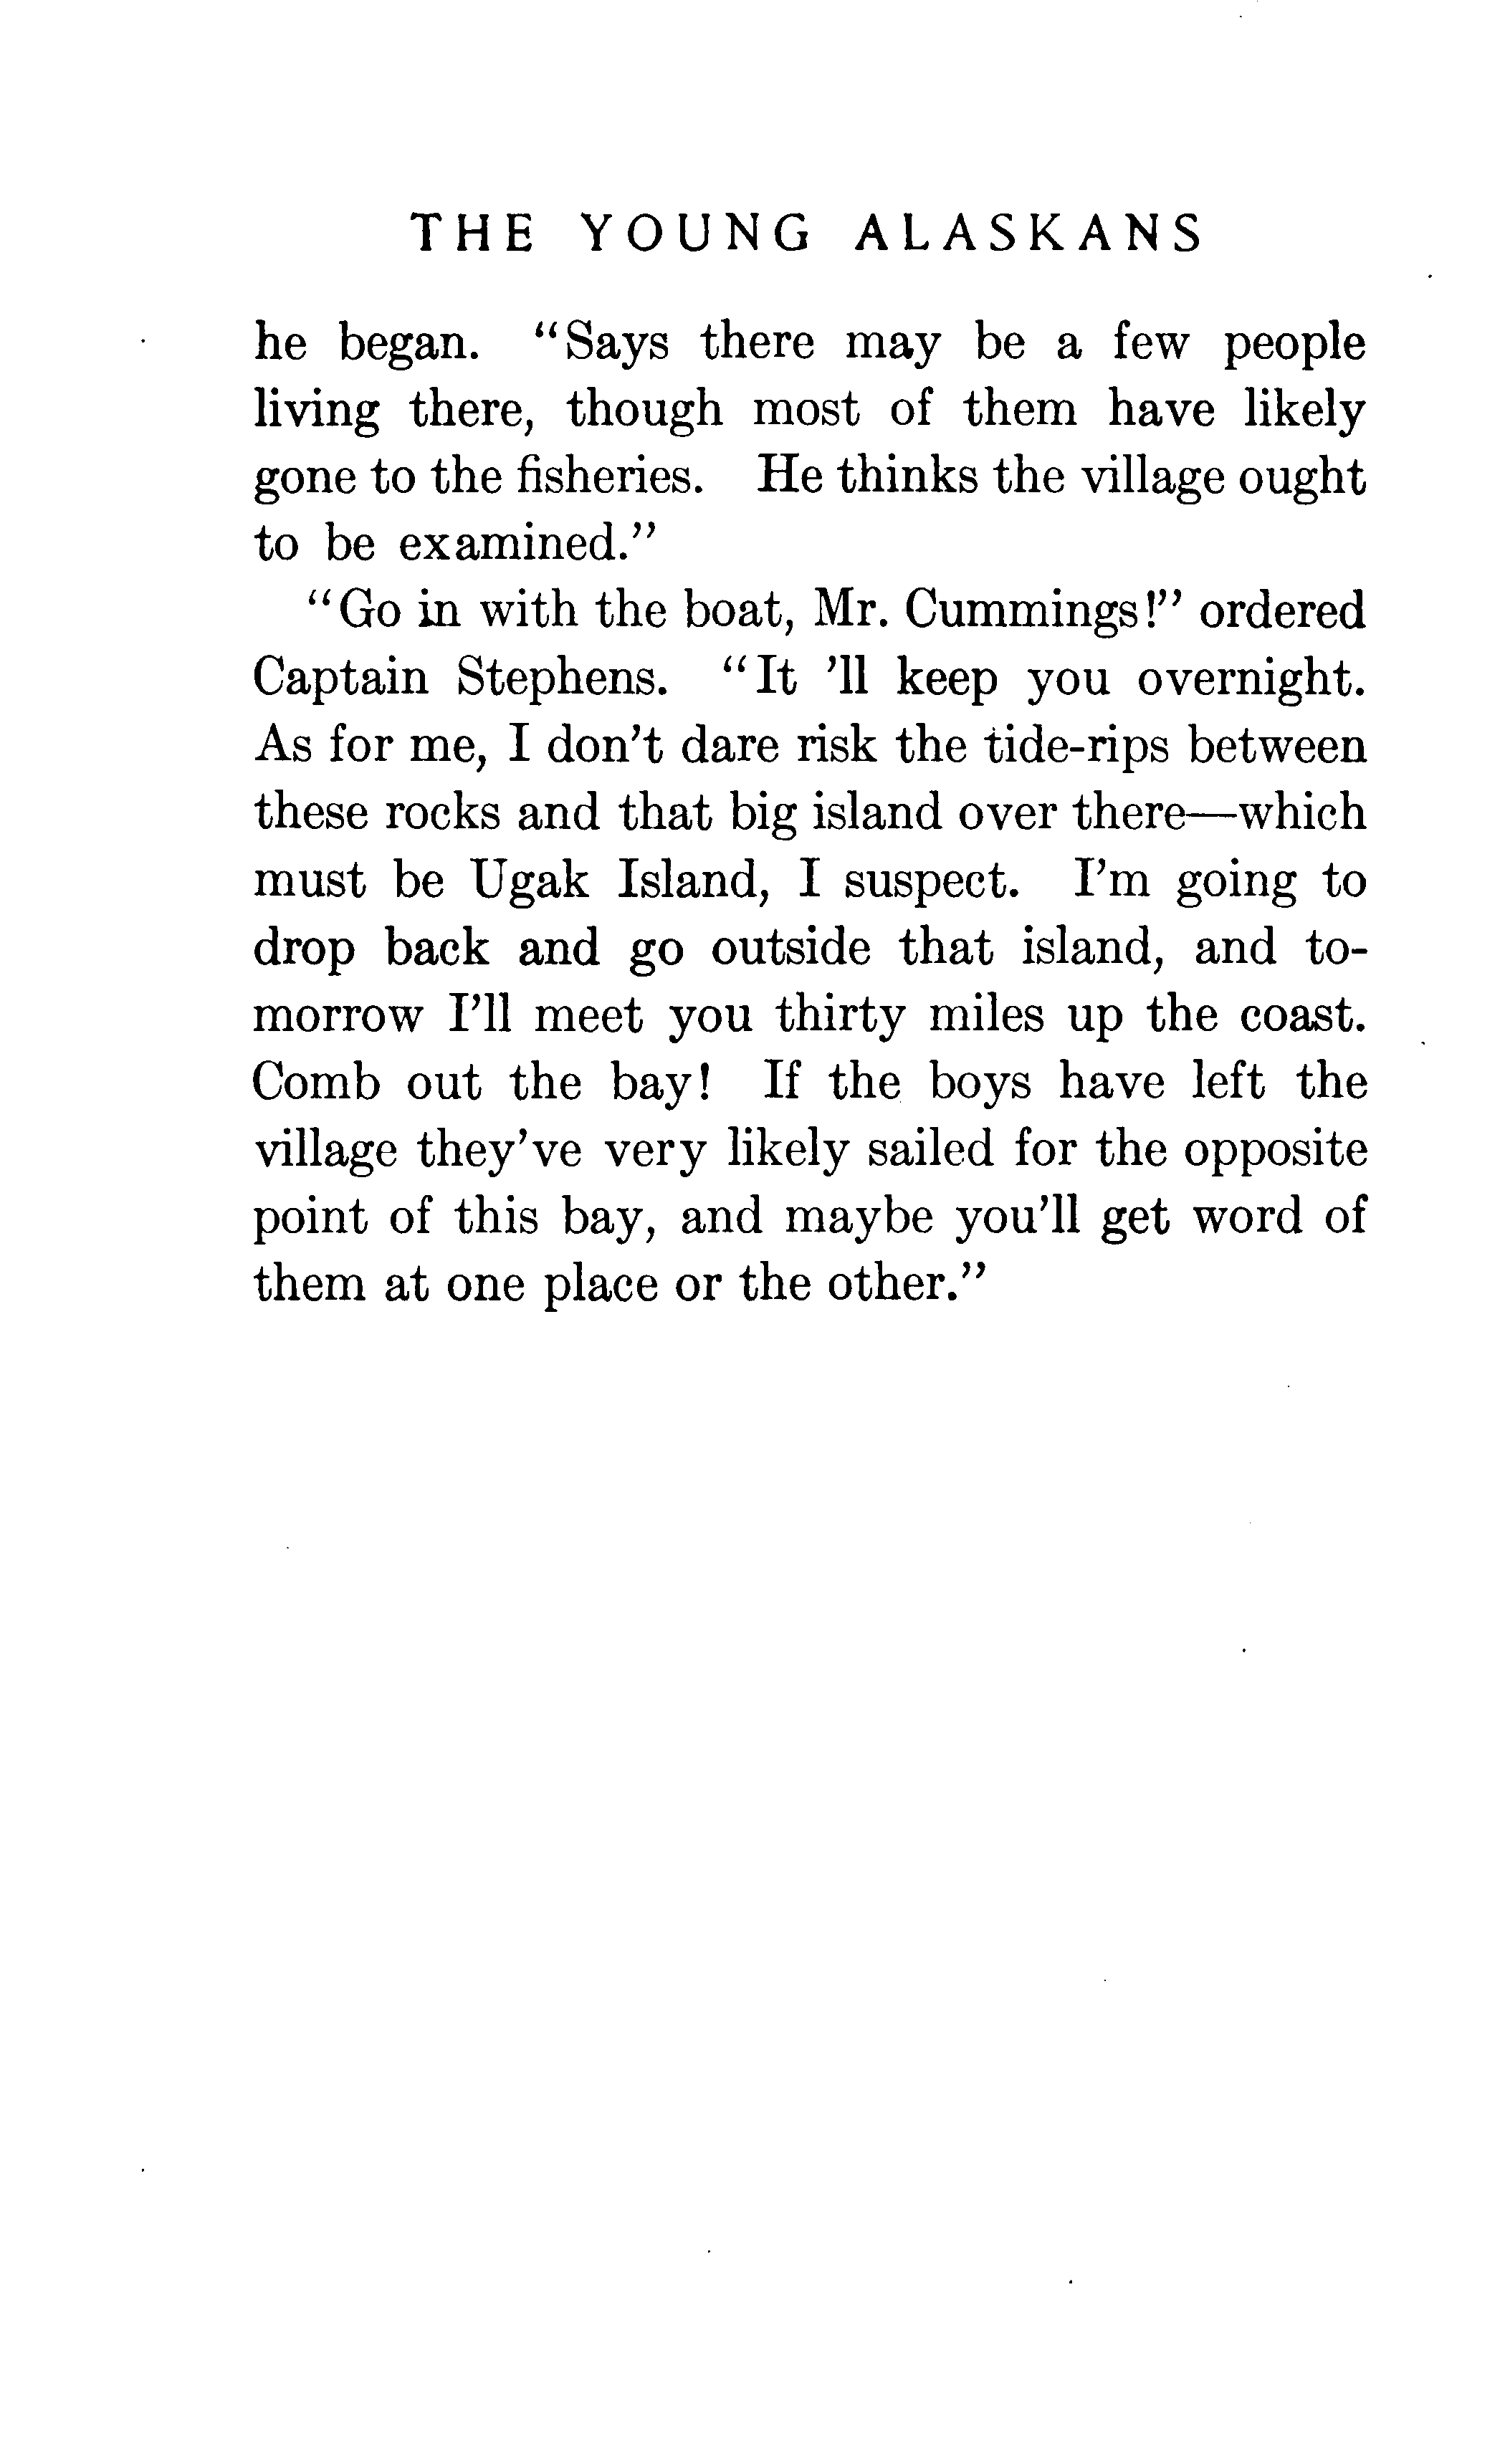 THE YOUNG ALASKANS
he began. “Says there may be a few people
living there, though most of them have likely
gone to the fisheries. He thinks the village ought
to be examined.”
“Go in with the boat, Mr. Cummings!” ordered
Captain Stephens. “It ’ll keep you overnight.
As for me, I don’t dare risk the tide-rips between
these rocks and that big island over there—which
must be Ugak Island, I suspect. I’m going to
drop back and go outside that island, and to-
morrow I’ll meet you thirty miles up the coast.
Comb out the bay! If the boys have left the
village they’ve very likely sailed for the opposite
point of this bay, and maybe you’ll get word of
them at one place or the other.”